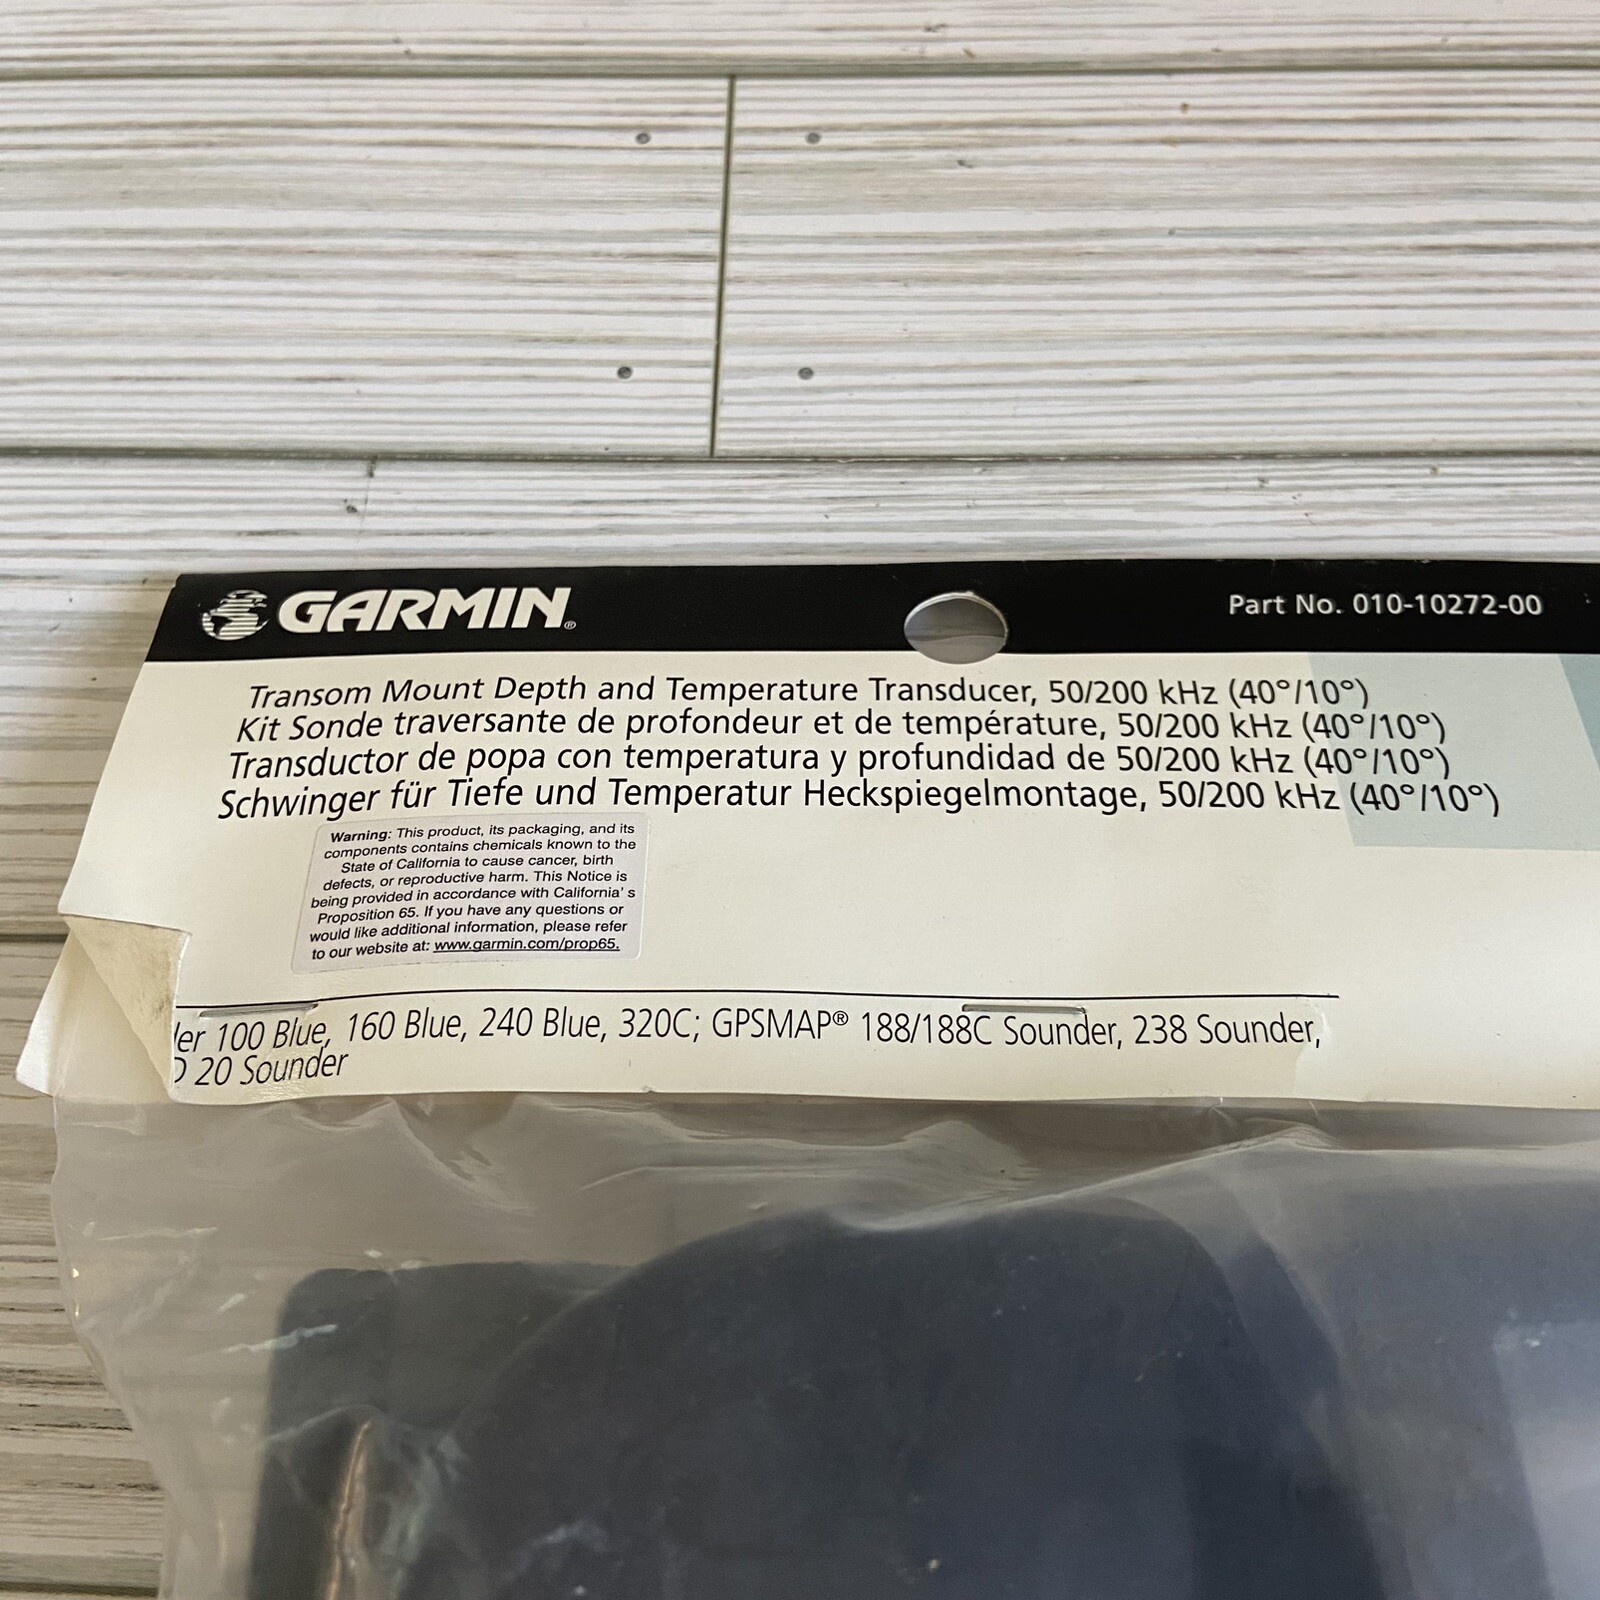 GARMIN®
Part No. 010-10272-00
Transom Mount Depth and Temperature Transducer, 50/200 kHz (40°/10°)
Kit Sonde traversante de profondeur et de température, 50/200 kHz (40°/10°)
Transductor de popa con temperatura y profundidad de 50/200 kHz (40°/10°)
Schwinger für Tiefe und Temperatur Heckspiegelmontage, 50/200 kHz (40°/10°)
Warning: This product, its packaging, and its
components contains chemicals known to the
State of California to cause cancer, birth
defects, or reproductive harm. This Notice is
being provided in accordance with California' s
Proposition 65. If you have any questions or
would like additional information, please refer
to our website at: www.garmin.com/prop65.
100 Blue, 160 Blue, 240 Blue, 320C; GPSMAP® 188/188C Sounder, 238 Sounder,
20 Sounder